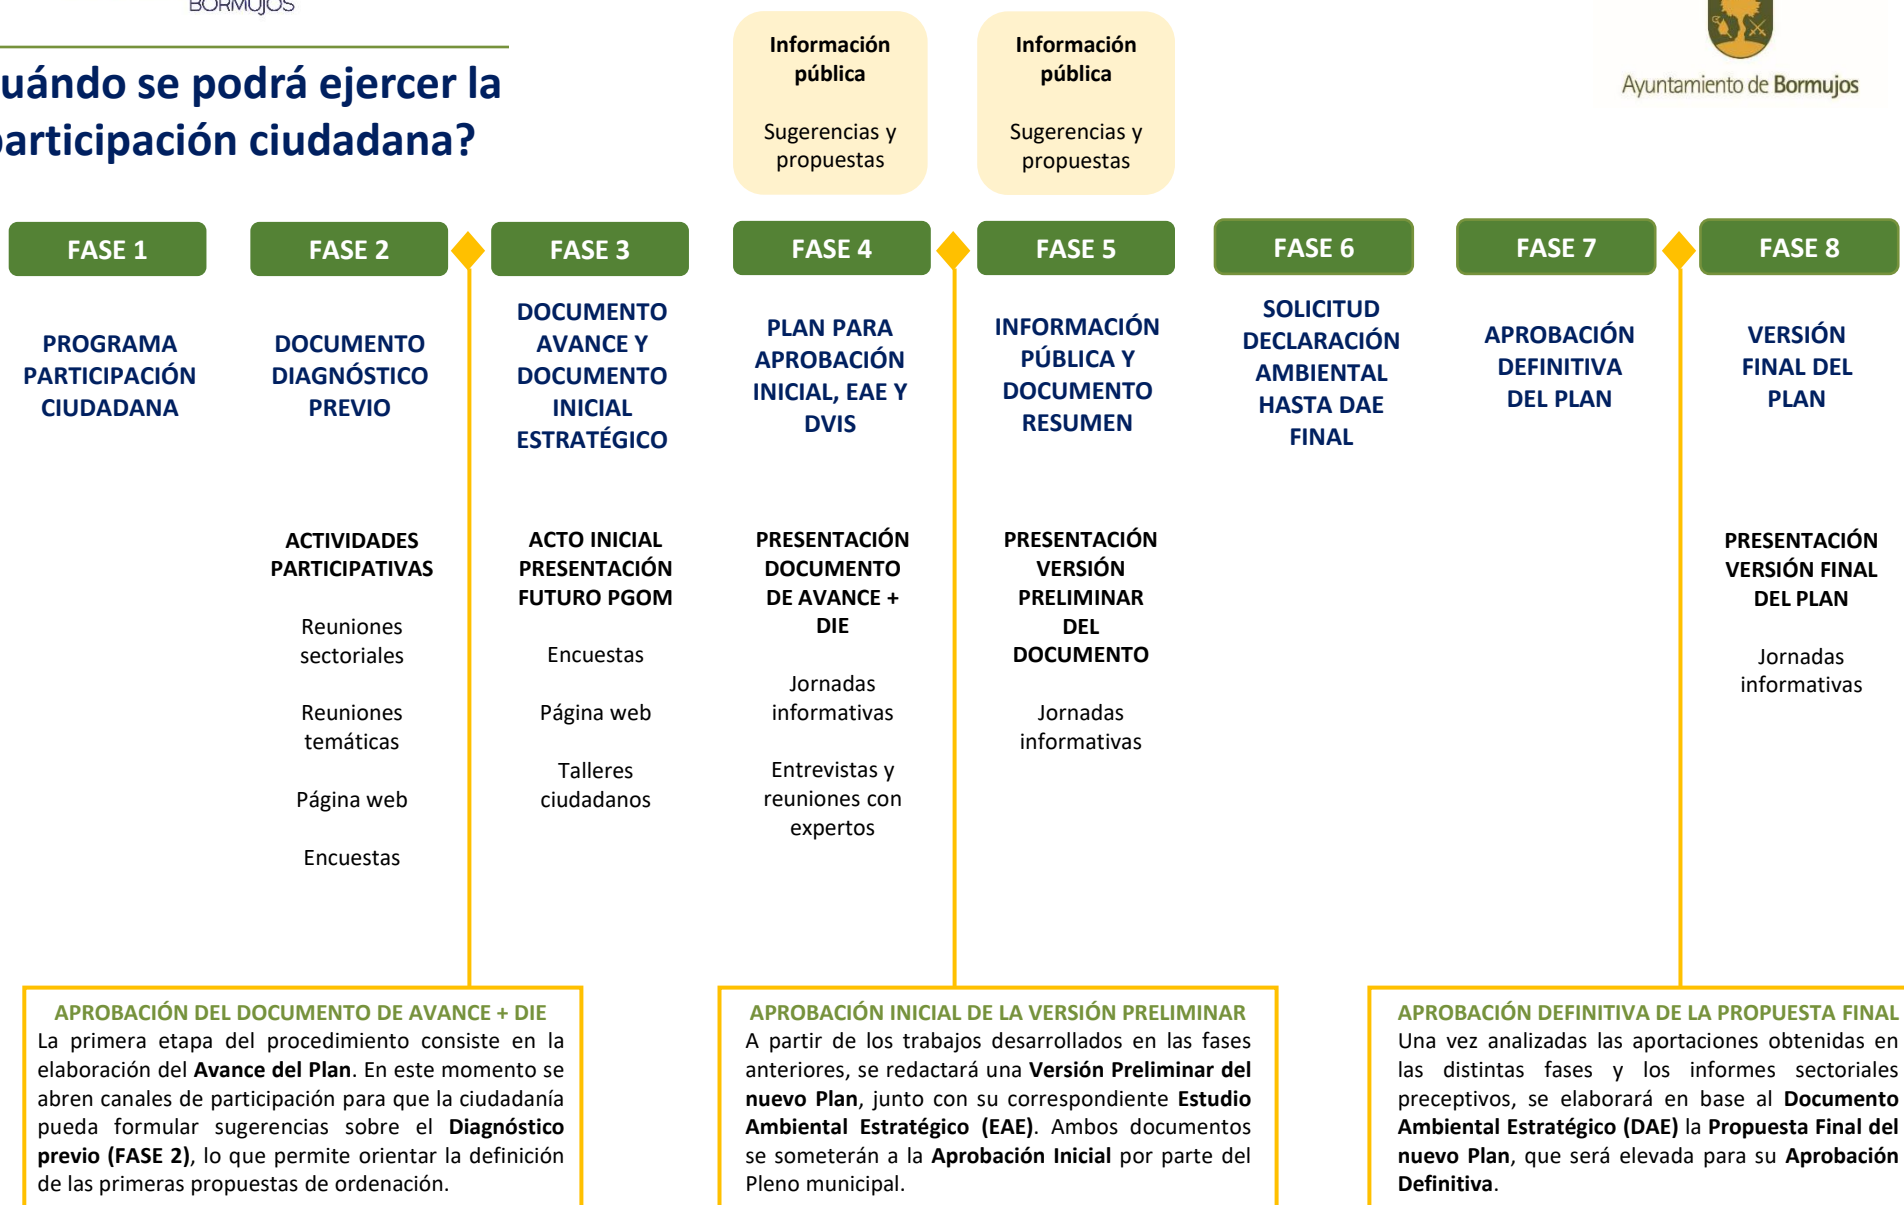 BORMUJOS
uándo se podrá ejercer la
participación ciudadana?
Información
pública
Sugerencias y
propuestas
Información
pública
Sugerencias y
propuestas
Ayuntamiento de Bormujos
FASE 1
PROGRAMA
PARTICIPACIÓN
CIUDADANA
FASE 2
DOCUMENTO
DIAGNÓSTICO
PREVIO
ACTIVIDADES
PARTICIPATIVAS
Reuniones
sectoriales
Reuniones
temáticas
Página web
Encuestas
FASE 3
DOCUMENTO
AVANCE Y
DOCUMENTO
INICIAL
ESTRATÉGICO
ACTO INICIAL
PRESENTACIÓN
FUTURO PGOM
Encuestas
Página web
Talleres
ciudadanos
FASE 4
PLAN PARA
APROBACIÓN
INICIAL, EAE Y
DVIS
PRESENTACIÓN
DOCUMENTO
DE AVANCE +
DIE
Jornadas
informativas
Entrevistas y
reuniones con
expertos
FASE 5
INFORMACIÓN
PÚBLICA Y
DOCUMENTO
RESUMEN
PRESENTACIÓN
VERSIÓN
PRELIMINAR
DEL
DOCUMENTO
Jornadas
informativas
FASE 6
SOLICITUD
DECLARACIÓN
AMBIENTAL
HASTA DAE
FINAL
FASE 7
APROBACIÓN
DEFINITIVA
DEL PLAN
FASE 8
VERSIÓN
FINAL DEL
PLAN
PRESENTACIÓN
VERSIÓN FINAL
DEL PLAN
Jornadas
informativas
APROBACIÓN DEL DOCUMENTO DE AVANCE + DIE
La primera etapa del procedimiento consiste en la
elaboración del Avance del Plan. En este momento se
abren canales de participación para que la ciudadanía
pueda formular sugerencias sobre el Diagnóstico
previo (FASE 2), lo que permite orientar la definición
de las primeras propuestas de ordenación.
APROBACIÓN INICIAL DE LA VERSIÓN PRELIMINAR
A partir de los trabajos desarrollados en las fases
anteriores, se redactará una Versión Preliminar del
nuevo Plan, junto con su correspondiente Estudio
Ambiental Estratégico (EAE). Ambos documentos
se someterán a la Aprobación Inicial por parte del
Pleno municipal.
APROBACIÓN DEFINITIVA DE LA PROPUESTA FINAL
Una vez analizadas las aportaciones obtenidas en
las distintas fases y los informes sectoriales
preceptivos, se elaborará en base al Documento
Ambiental Estratégico (DAE) la Propuesta Final del
nuevo Plan, que será elevada para su Aprobación
Definitiva.